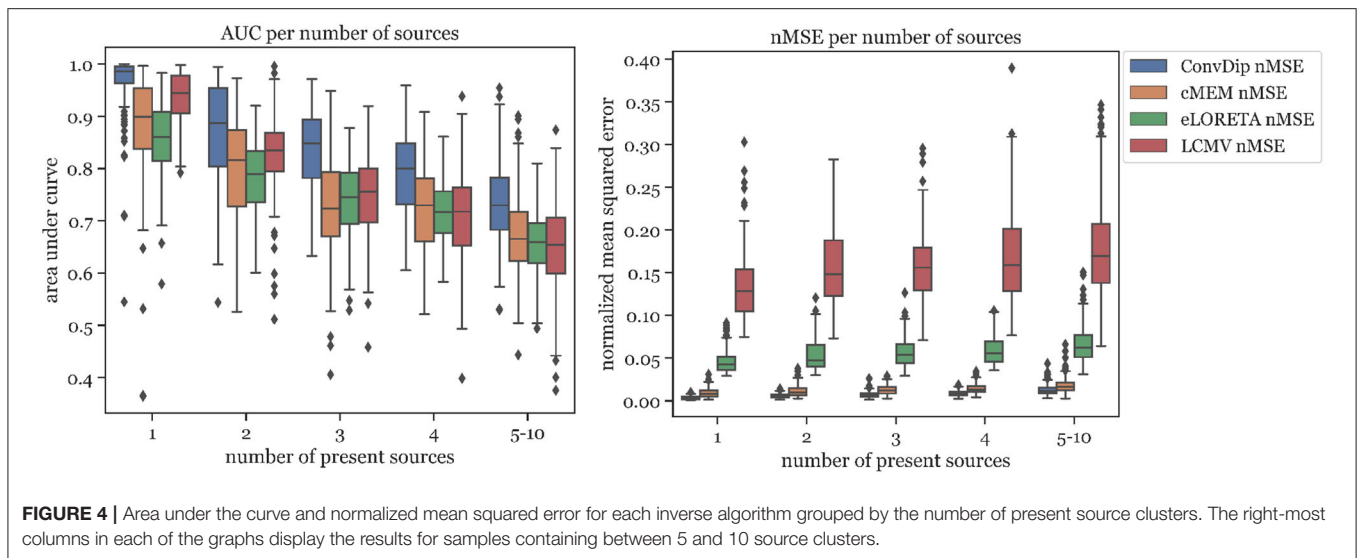 AUC per number of sources
1.0
0.9
0.8
0.7
0.6
0.5
0.4
area under curve
1
2
3
4
5-10
number of present sources
nMSE per number of sources
0.40
0.35
0.30
0.25
0.20
0.15
0.10
0.05
0.00
normalized mean squared error
1
2
3
4
5-10
number of present sources
ConvDip nMSE
cMEM nMSE
eLORETA nMSE
LCMV nMSE
FIGURE 4 | Area under the curve and normalized mean squared error for each inverse algorithm grouped by the number of present source clusters. The right-most
columns in each of the graphs display the results for samples containing between 5 and 10 source clusters.